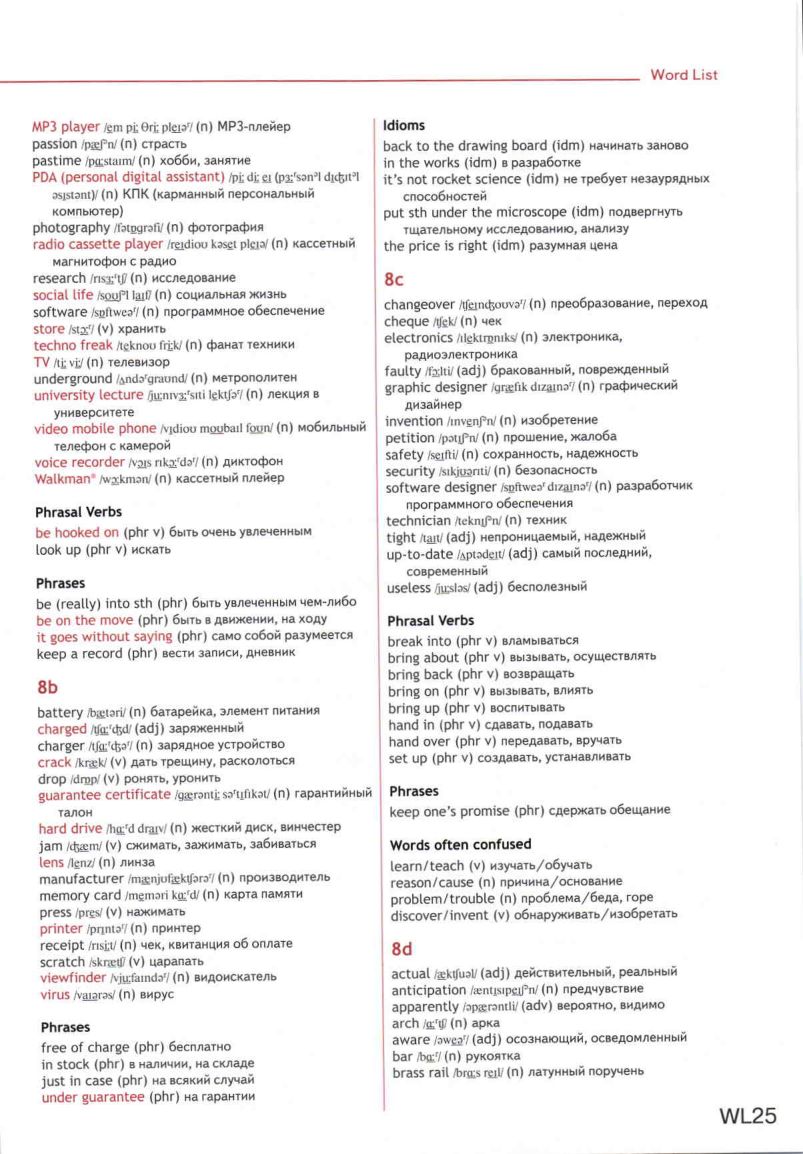 Word List
MP3 player /em piː θriː pleɪəʳ/ (n) MP3-плейер
passion /pæʃᵊn/ (n) страсть
pastime /pɑːstaɪm/ (n) хобби, занятие
PDA (personal digital assistant) /piː diː eɪ (pɜːʳsənᵊl dɪdʒɪtᵊl
əsɪstənt)/ (n) КПК (карманный персональный
компьютер)
photography /fətɒgrəfi/ (n) фотография
radio cassette player /reɪdiou kəset pleɪə/ (n) кассетный
магнитофон с радио
research /rɪsɜːʳtʃ/ (n) исследование
social life /souʃᵊl laɪf/ (n) социальная жизнь
software /sɒftweəʳ/ (n) программное обеспечение
store /stɔːʳ/ (v) хранить
techno freak /teknou friːk/ (n) фанат техники
TV /tiː viː/ (n) телевизор
underground /ʌndəʳgraund/ (n) метрополитен
university lecture /juːnɪvɜːʳsɪti lektʃəʳ/ (n) лекция в
университете
video mobile phone /vɪdiou moubaɪl foun/ (n) мобильный
телефон с камерой
voice recorder /vɔɪs rɪkɔːʳdəʳ/ (n) диктофон
Walkman® /wɔːkmən/ (n) кассетный плейер
Phrasal Verbs
be hooked on (phr v) быть очень увлеченным
look up (phr v) искать
Phrases
be (really) into sth (phr) быть увлеченным чем-либо
be on the move (phr) быть в движении, на ходу
it goes without saying (phr) само собой разумеется
keep a record (phr) вести записи, дневник
8b
battery /bætəri/ (n) батарейка, элемент питания
charged /tʃɑːʳdʒd/ (adj) заряженный
charger /tʃɑːʳdʒəʳ/ (n) зарядное устройство
crack /kræk/ (v) дать трещину, расколоться
drop /drɒp/ (v) ронять, уронить
guarantee certificate /gærəntiː səʳtɪfɪkət/ (n) гарантийный
талон
hard drive /hɑːʳd draɪv/ (n) жесткий диск, винчестер
jam /dʒæm/ (v) сжимать, зажимать, забиваться
lens /lenz/ (n) линза
manufacturer /mænjufæktʃərəʳ/ (n) производитель
memory card /meməri kɑːʳd/ (n) карта памяти
press /pres/ (v) нажимать
printer /prɪntəʳ/ (n) принтер
receipt /rɪsiːt/ (n) чек, квитанция об оплате
scratch /skrætʃ/ (v) царапать
viewfinder /vjuːfaɪndəʳ/ (n) видоискатель
virus /vaɪərəs/ (n) вирус
Phrases
free of charge (phr) бесплатно
in stock (phr) в наличии, на складе
just in case (phr) на всякий случай
under guarantee (phr) на гарантии
Idioms
back to the drawing board (idm) начинать заново
in the works (idm) в разработке
it's not rocket science (idm) не требует незаурядных
способностей
put sth under the microscope (idm) подвергнуть
тщательному исследованию, анализу
the price is right (idm) разумная цена
8c
changeover /tʃeɪndʒouvəʳ/ (n) преобразование, переход
cheque /tʃek/ (n) чек
electronics /ɪlektrɒnɪks/ (n) электроника,
радиоэлектроника
faulty /fɔːlti/ (adj) бракованный, поврежденный
graphic designer /græfɪk dɪzaɪnəʳ/ (n) графический
дизайнер
invention /ɪnvenʃᵊn/ (n) изобретение
petition /pətɪʃᵊn/ (n) прошение, жалоба
safety /seɪfti/ (n) сохранность, надежность
security /sɪkjuərɪti/ (n) безопасность
software designer /sɒftweəʳ dɪzaɪnəʳ/ (n) разработчик
программного обеспечения
technician /teknɪʃᵊn/ (n) техник
tight /taɪt/ (adj) непроницаемый, надежный
up-to-date /ʌptədeɪt/ (adj) самый последний,
современный
useless /juːsləs/ (adj) бесполезный
Phrasal Verbs
break into (phr v) вламываться
bring about (phr v) вызывать, осуществлять
bring back (phr v) возвращать
bring on (phr v) вызывать, влиять
bring up (phr v) воспитывать
hand in (phr v) сдавать, подавать
hand over (phr v) передавать, вручать
set up (phr v) создавать, устанавливать
Phrases
keep one's promise (phr) сдержать обещание
Words often confused
learn/teach (v) изучать/обучать
reason/cause (n) причина/основание
problem/trouble (n) проблема/беда, горе
discover/invent (v) обнаруживать/изобретать
8d
actual /æktʃuəl/ (adj) действительный, реальный
anticipation /æntɪsɪpeɪʃᵊn/ (n) предчувствие
apparently /əpærəntli/ (adv) вероятно, видимо
arch /ɑːʳtʃ/ (n) арка
aware /əweəʳ/ (adj) осознающий, осведомленный
bar /bɑːʳ/ (n) рукоятка
brass rail /brɑːs reɪl/ (n) латунный поручень
WL25